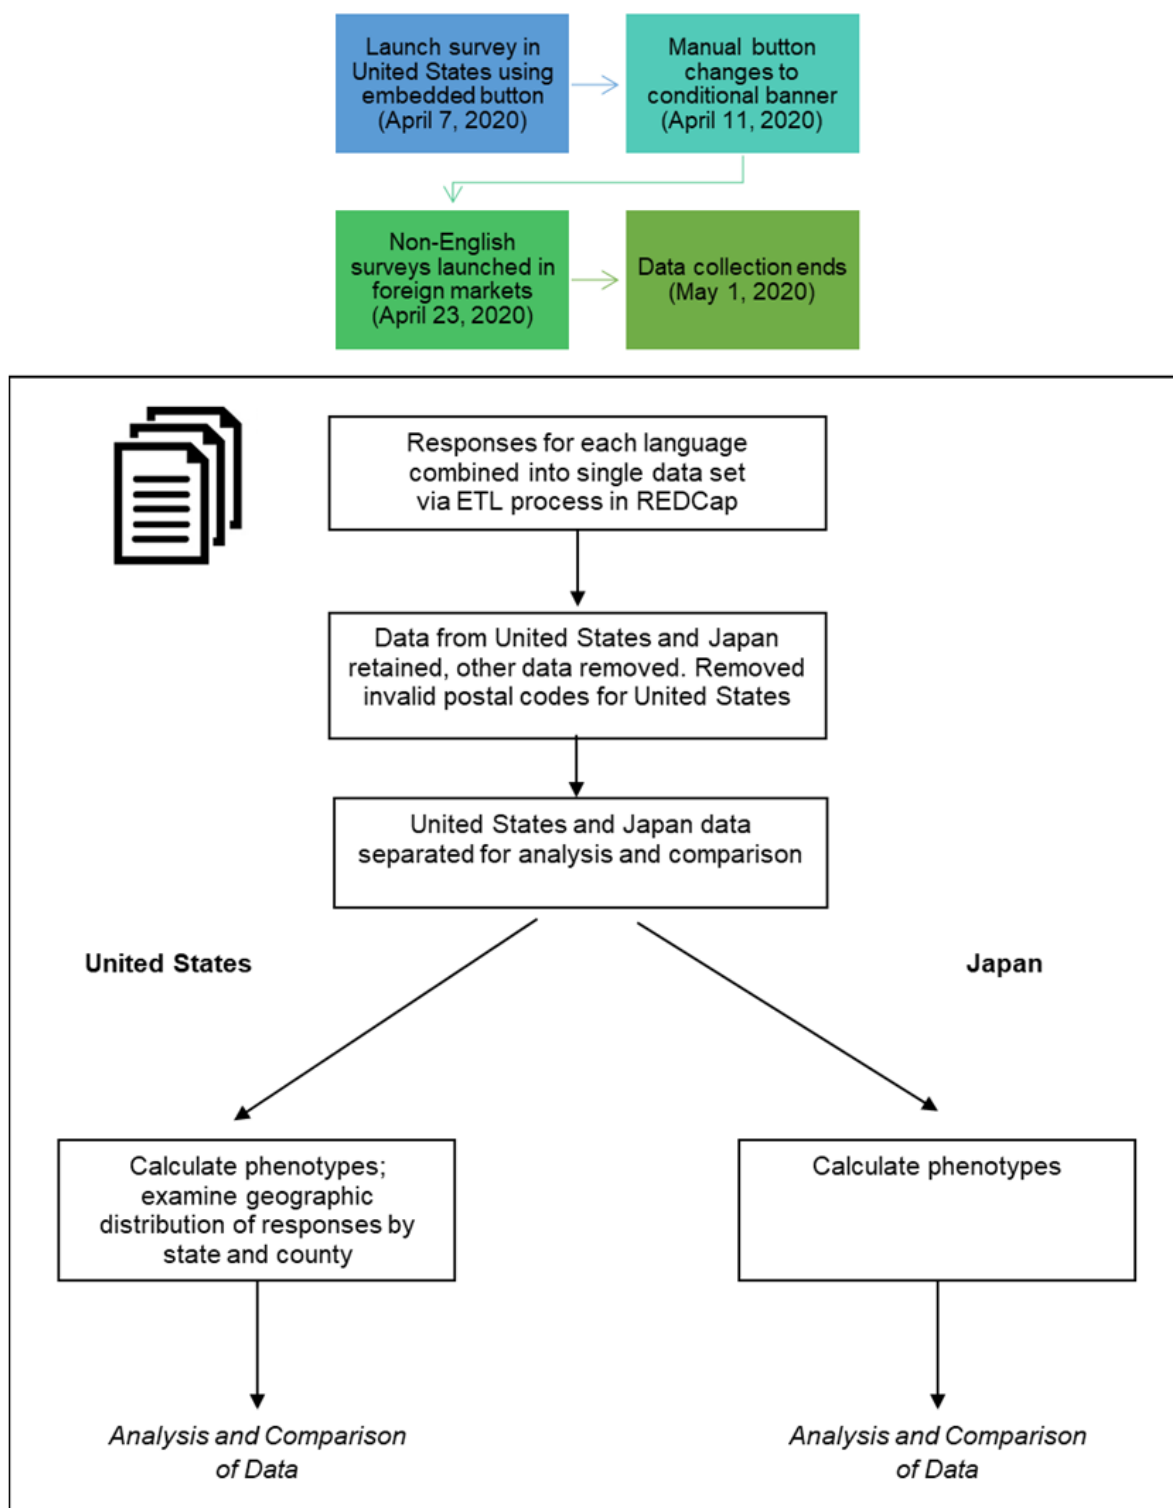 Launch survey in
United States using
embedded button
(April 7, 2020)
Manual button
changes to
conditional banner
(April 11, 2020)
Non-English
surveys launched in
foreign markets
(April 23, 2020)
Data collection ends
(May 1, 2020)
Responses for each language
combined into single data set
via ETL process in REDCap
Data from United States and Japan
retained, other data removed. Removed
invalid postal codes for United States
United States and Japan data
separated for analysis and comparison
United States
Japan
Calculate phenotypes;
examine geographic
distribution of responses by
state and county
Calculate phenotypes
Analysis and Comparison
of Data
Analysis and Comparison
of Data